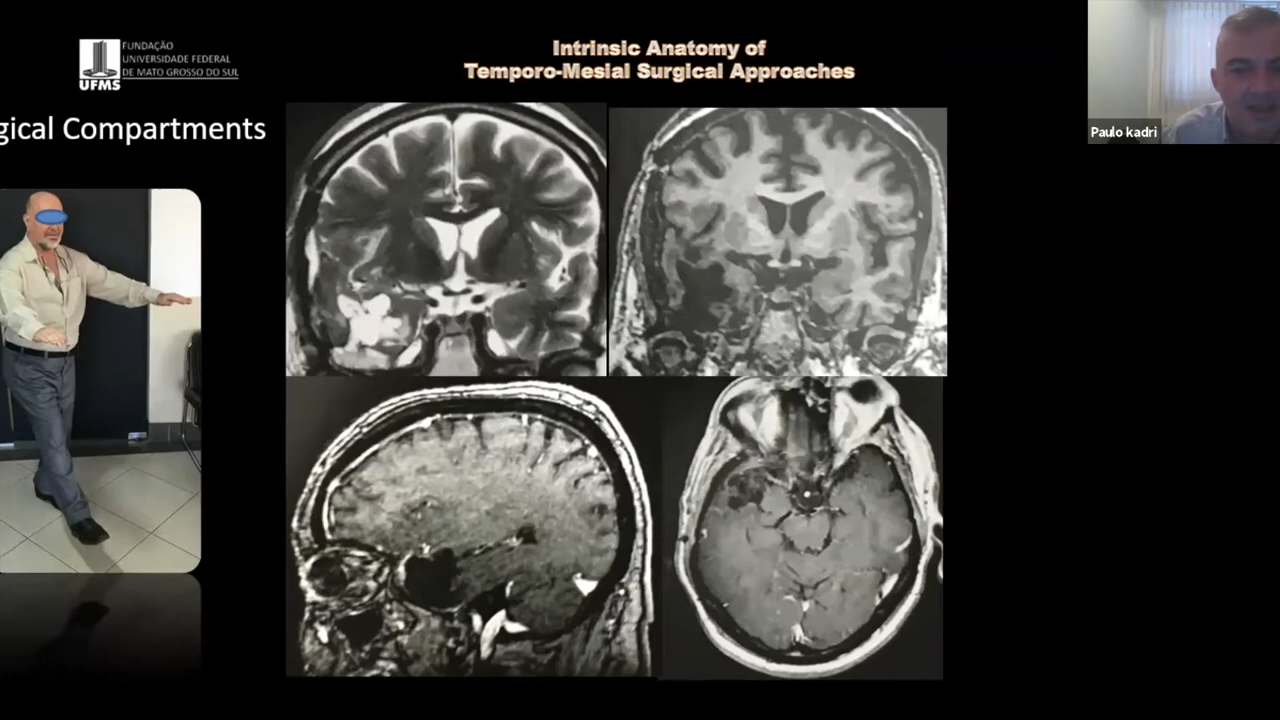 FUNDAÇÃO
UNIVERSIDADE FEDERAL
DE MATO GROSSO DO SUL
UFMS
Intrinsic Anatomy of
Temporo-Mesial Surgical Approaches
gical Compartments
Paulo kadri